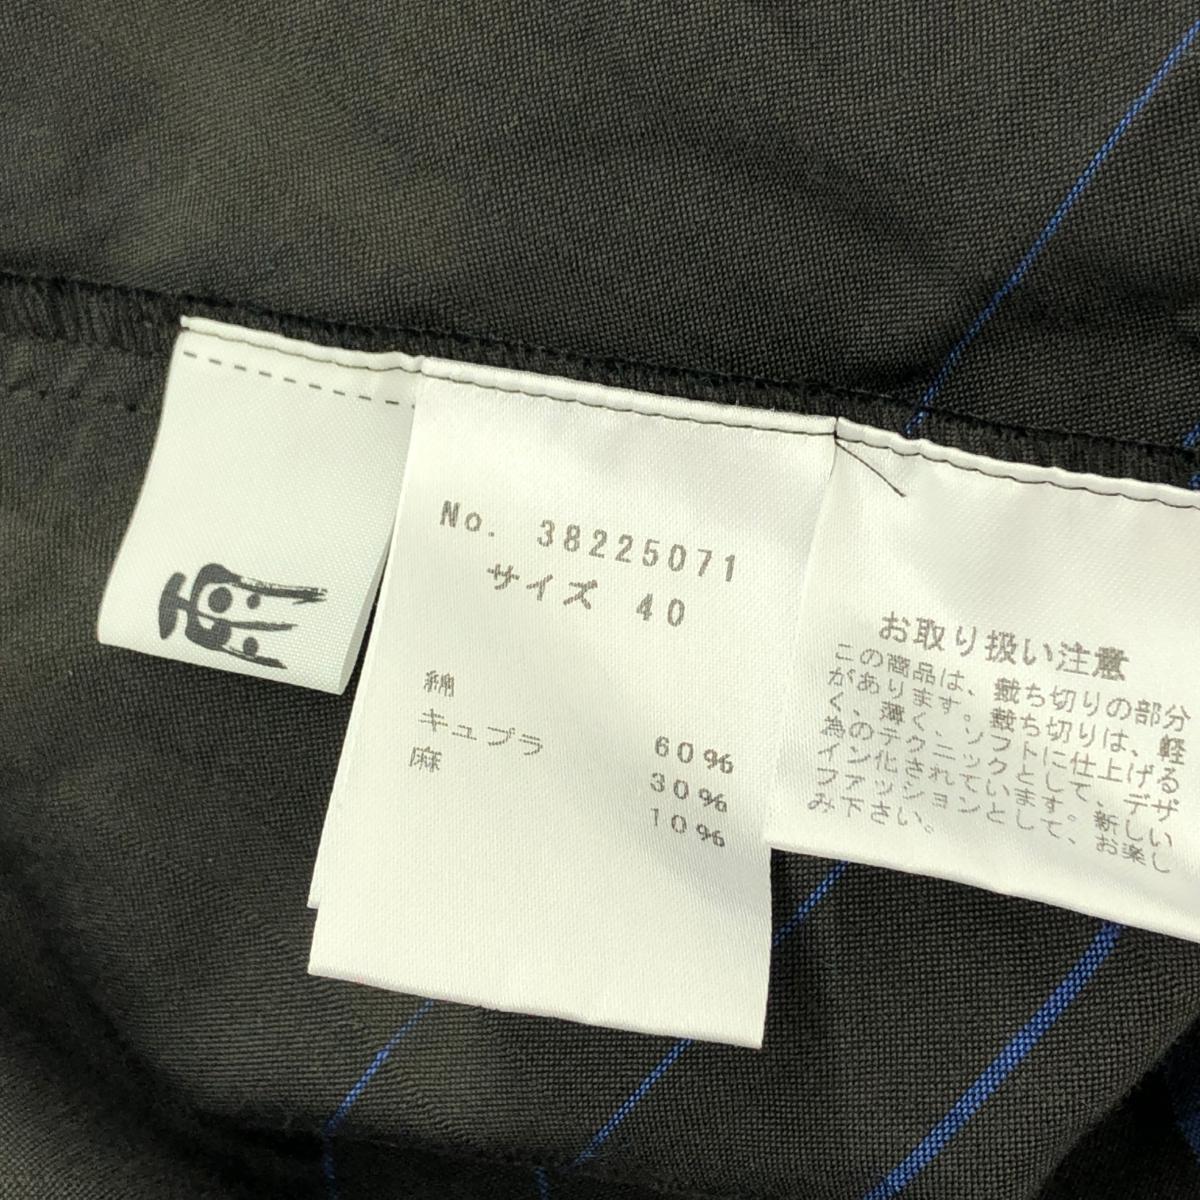 No. 38225071
サイズ 40
綿 60%
キュプラ 30%
麻 10%
お取り扱い注意
この商品は、裁ち切りの部分
があります。裁ち切りは、軽
く、薄く、ソフトに仕上げる
為のテクニックとして、デザ
イン化されています。新しい
ファッションとして、お楽し
み下さい。